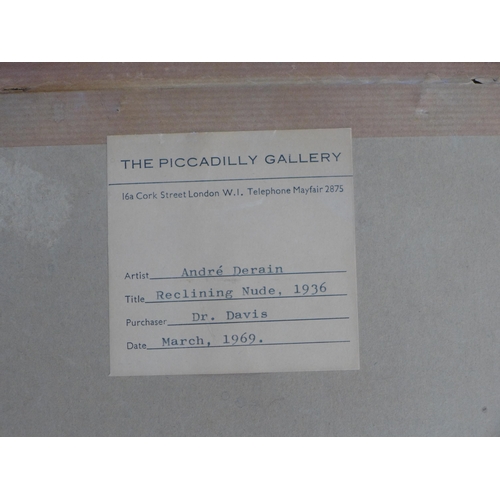 THE PICCADILLY GALLERY
16a Cork Street London W.1. Telephone Mayfair 2875
Artist André Derain
Title Reclining Nude, 1936
Purchaser Dr. Davis
Date March, 1969.